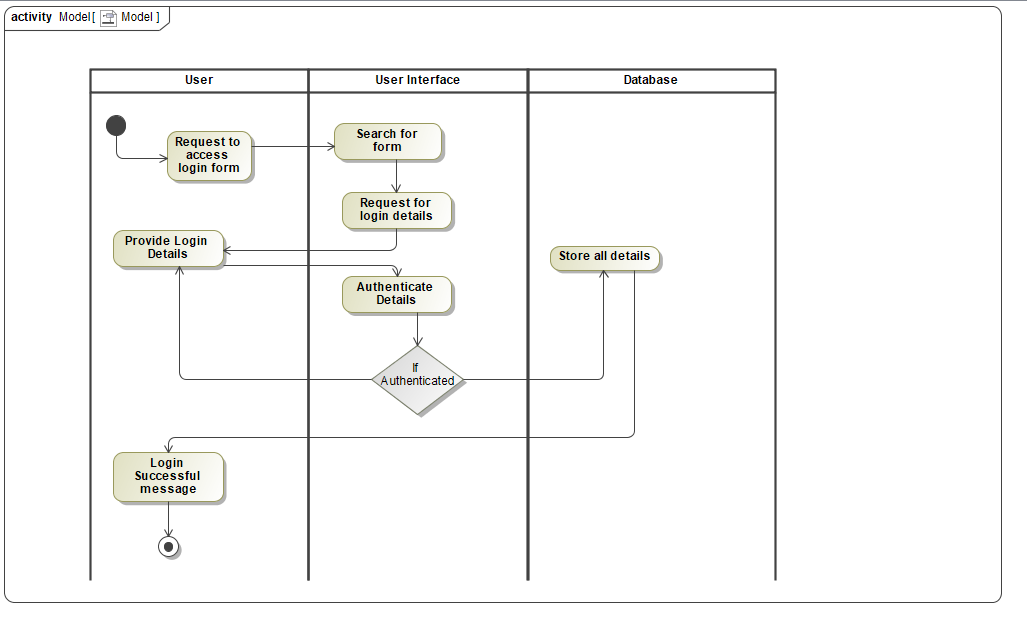 activity Model[ Model ]
User
User Interface
Database
Request to
access
login form
Search for
form
Request for
login details
Provide Login
Details
Store all details
Authenticate
Details
If
Authenticated
Login
Successful
message